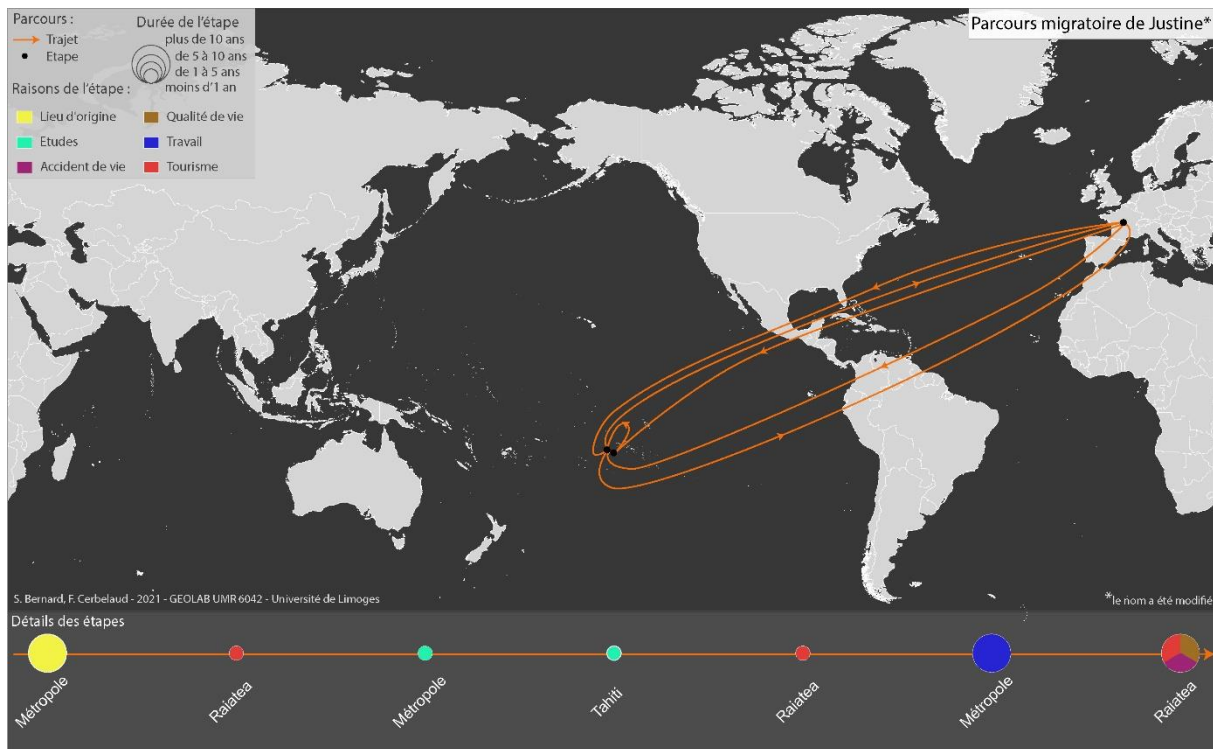 Parcours :
Trajet
Etape
Durée de l'étape
plus de 10 ans
de 5 à 10 ans
de 1 à 5 ans
moins d'1 an
Raisons de l'étape :
Lieu d'origine
Qualité de vie
Etudes
Travail
Accident de vie
Tourisme
Parcours migratoire de Justine*
S. Bernard, F. Cerbelaud - 2021 - GEOLAB UMR 6042 - Université de Limoges
*le nom a été modifié
Détails des étapes
Métropole
Raiatea
Métropole
Tahiti
Raiatea
Métropole
Raiatea